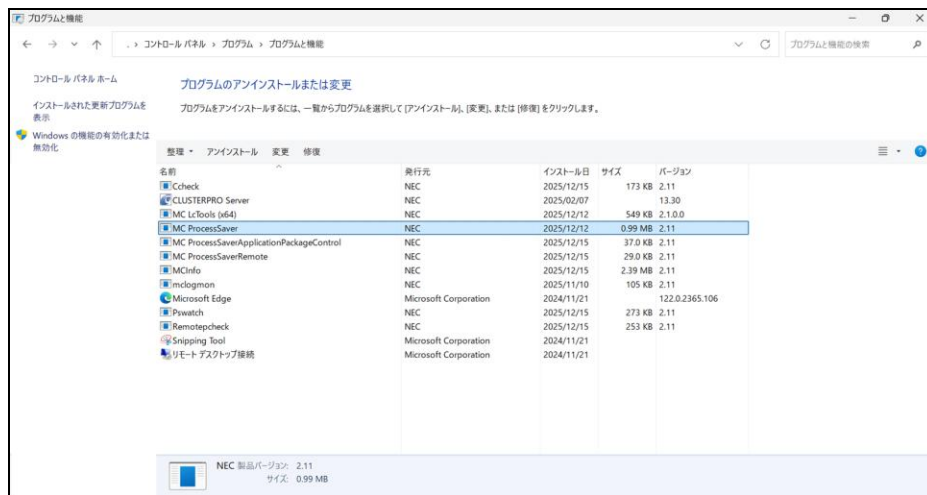 プログラムと機能
. › コントロール パネル › プログラム › プログラムと機能
プログラムと機能の検索
コントロール パネル ホーム
インストールされた更新プログラムを
表示
Windows の機能の有効化または
無効化
プログラムのアンインストールまたは変更
プログラムをアンインストールするには、一覧からプログラムを選択して [アンインストール]、[変更]、または [修復] をクリックします。
整理 アンインストール 変更 修復
名前 発行元 インストール日 サイズ バージョン
Ccheck NEC 2025/12/15 173 KB 2.11
CLUSTERPRO Server NEC 2025/02/07 13.30
MC LcTools (x64) NEC 2025/12/12 549 KB 2.1.0.0
MC ProcessSaver NEC 2025/12/12 0.99 MB 2.11
MC ProcessSaverApplicationPackageControl NEC 2025/12/15 37.0 KB 2.11
MC ProcessSaverRemote NEC 2025/12/15 29.0 KB 2.11
MCInfo NEC 2025/12/15 2.39 MB 2.11
mclogmon NEC 2025/11/10 105 KB 2.11
Microsoft Edge Microsoft Corporation 2024/11/21 122.0.2365.106
Pswatch NEC 2025/12/15 273 KB 2.11
Remotepcheck NEC 2025/12/15 253 KB 2.11
Snipping Tool Microsoft Corporation 2024/11/21
リモート デスクトップ接続 Microsoft Corporation 2024/11/21
NEC 製品バージョン: 2.11
サイズ: 0.99 MB